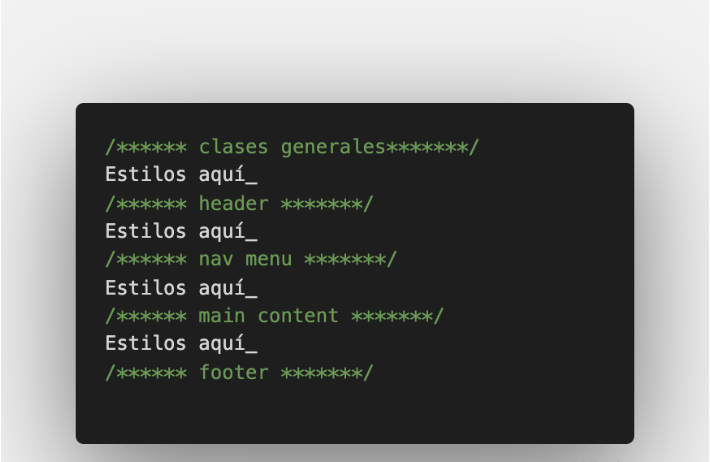 /****** clases generales*******/
Estilos aquí_
/****** header *******/
Estilos aquí_
/****** nav menu *******/
Estilos aquí_
/****** main content *******/
Estilos aquí_
/****** footer *******/